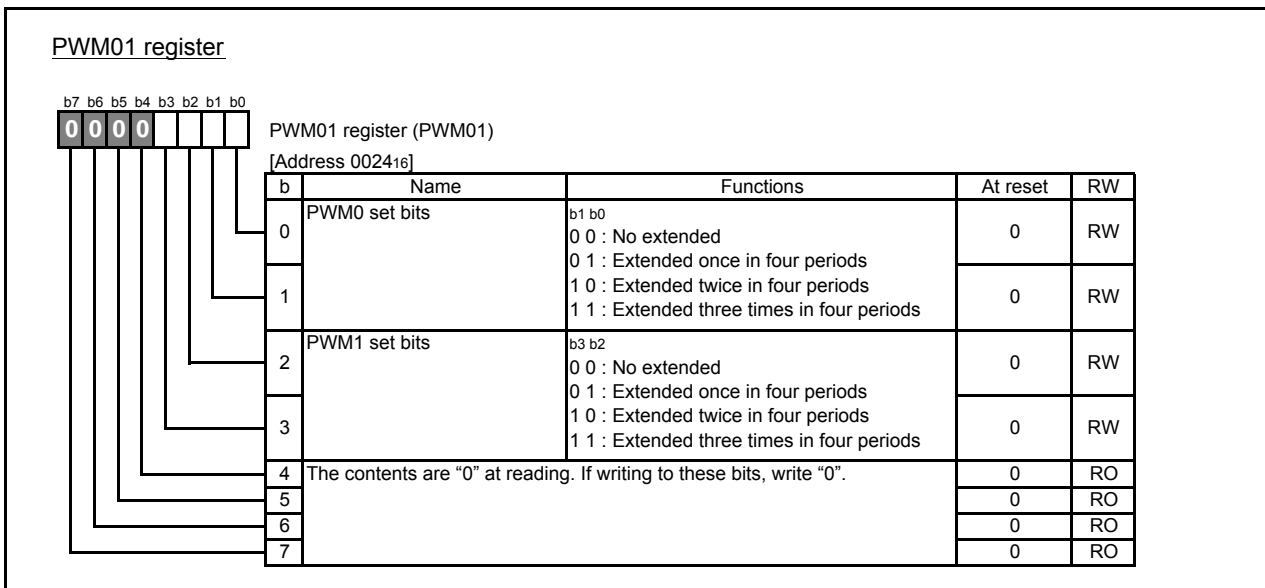 PWM01 register
b7 b6 b5 b4 b3 b2 b1 b0
0 0 0 0
PWM01 register (PWM01)
[Address 002416]
b Name Functions At reset RW
0 PWM0 set bits b1 b0 0 RW
0 0 : No extended
0 1 : Extended once in four periods
1 1 0 : Extended twice in four periods 0 RW
1 1 : Extended three times in four periods
2 PWM1 set bits b3 b2 0 RW
0 0 : No extended
0 1 : Extended once in four periods
3 1 0 : Extended twice in four periods 0 RW
1 1 : Extended three times in four periods
4 The contents are “0” at reading. If writing to these bits, write “0”. 0 RO
5 0 RO
6 0 RO
7 0 RO